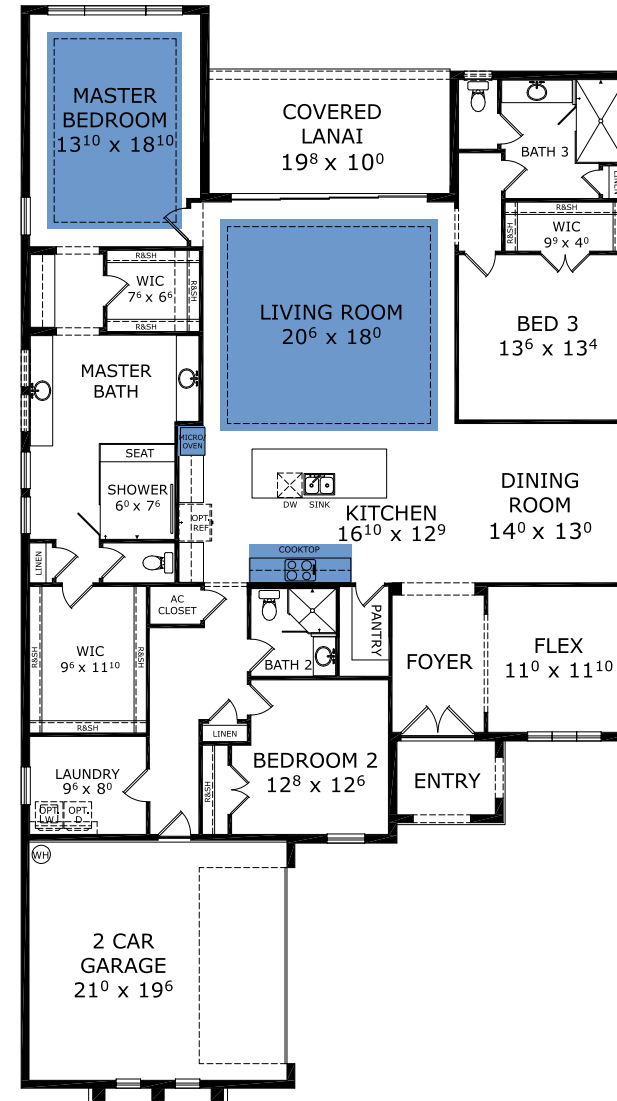 MASTER
BEDROOM
13¹⁰ x 18¹⁰
COVERED
LANAI
19⁸ x 10⁰
BATH 3
LINEN
R&SH
R&SH
WIC
9⁹ x 4⁰
R&SH
R&SH
WIC
7⁶ x 6⁶
R&SH
R&SH
LIVING ROOM
20⁶ x 18⁰
BED 3
13⁶ x 13⁴
MASTER
BATH
MICRO/
OVEN
SEAT
SHOWER
6⁰ x 7⁶
DW
SINK
OPT.
REF.
KITCHEN
16¹⁰ x 12⁹
DINING
ROOM
14⁰ x 13⁰
COOKTOP
LINEN
AC
CLOSET
PANTRY
R&SH
WIC
9⁶ x 11¹⁰
R&SH
R&SH
BATH 2
FOYER
FLEX
11⁰ x 11¹⁰
LINEN
LAUNDRY
9⁶ x 8⁰
OPT.
W
OPT.
D
R&SH
BEDROOM 2
12⁸ x 12⁶
ENTRY
WH
2 CAR
GARAGE
21⁰ x 19⁶